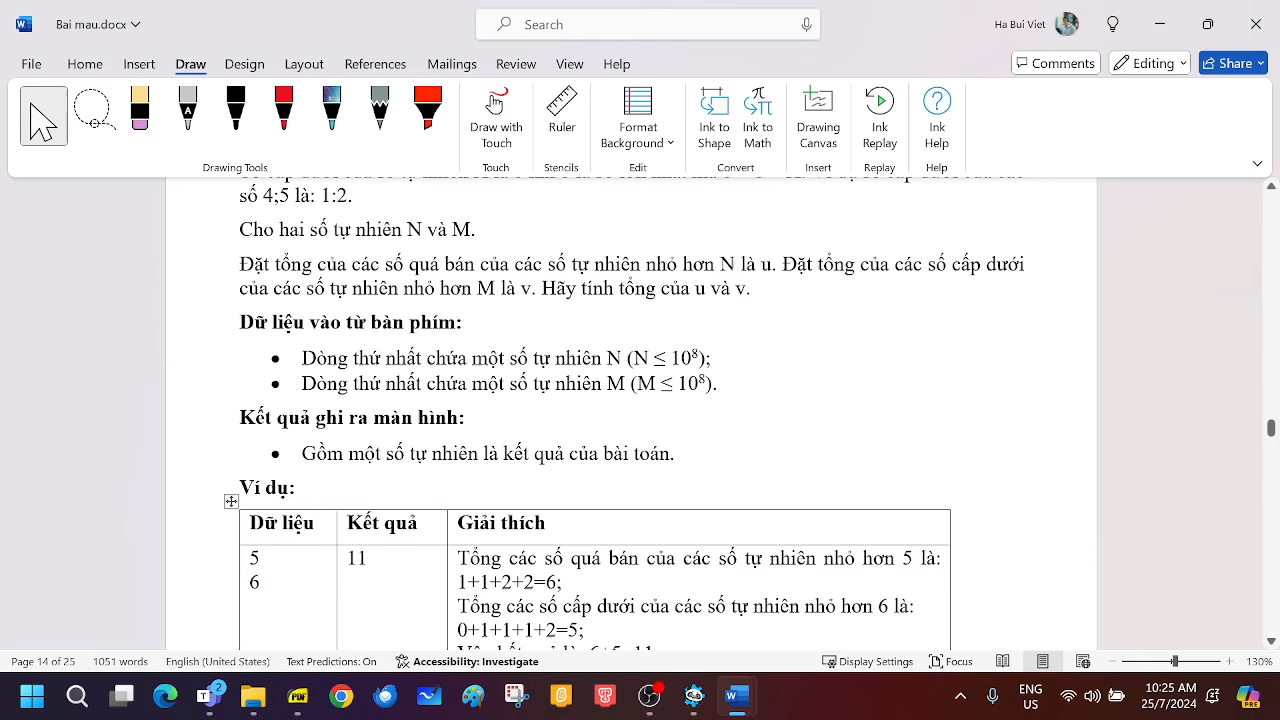 Bai mau.docx
Search
Ha Bui Viet
File Home Insert Draw Design Layout References Mailings Review View Help
Comments Editing Share
A
Draw with Touch
Ruler
Format Background
Ink to Shape
Ink to Math
Drawing Canvas
Ink Replay
Ink Help
Drawing Tools Touch Stencils Edit Convert Insert Replay Help
số 4;5 là: 1:2.
Cho hai số tự nhiên N và M.
Đặt tổng của các số quá bán của các số tự nhiên nhỏ hơn N là u. Đặt tổng của các số cấp dưới
của các số tự nhiên nhỏ hơn M là v. Hãy tính tổng của u và v.
Dữ liệu vào từ bàn phím:
• Dòng thứ nhất chứa một số tự nhiên N (N ≤ 10⁸);
• Dòng thứ nhất chứa một số tự nhiên M (M ≤ 10⁸).
Kết quả ghi ra màn hình:
• Gồm một số tự nhiên là kết quả của bài toán.
Ví dụ:
Dữ liệu Kết quả Giải thích
5 11 Tổng các số quá bán của các số tự nhiên nhỏ hơn 5 là:
6 1+1+2+2=6;
Tổng các số cấp dưới của các số tự nhiên nhỏ hơn 6 là:
0+1+1+1+2=5;
Page 14 of 25 1051 words English (United States) Text Predictions: On Accessibility: Investigate Display Settings Focus 130%
2
PDF
ENG
US
10:25 AM
25/7/2024
PRE